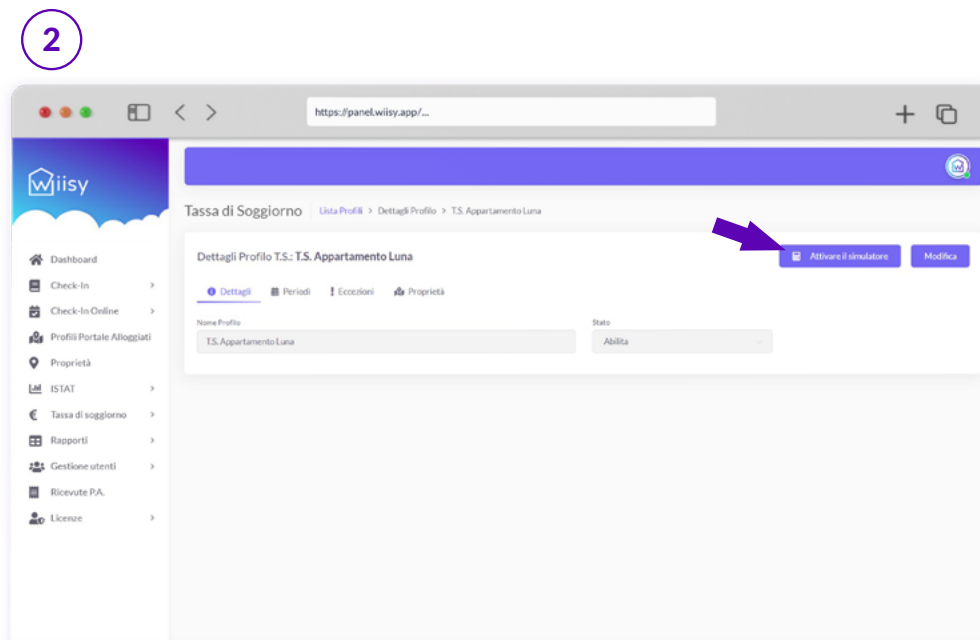 2
https://panel.wiisy.app/...
wiisy
Tassa di Soggiorno Lista Profili > Dettagli Profilo > T.S. Appartamento Luna
Dettagli Profilo T.S.: T.S. Appartamento Luna
Attivare il simulatore
Modifica
Dettagli Periodi Eccezioni Proprietà
Nome Profilo
T.S. Appartamento Luna
Stato
Abilita
Dashboard
Check-In
Check-In Online
Profili Portale Alloggiati
Proprietà
ISTAT
Tassa di soggiorno
Rapporti
Gestione utenti
Ricevute P.A.
Licenze